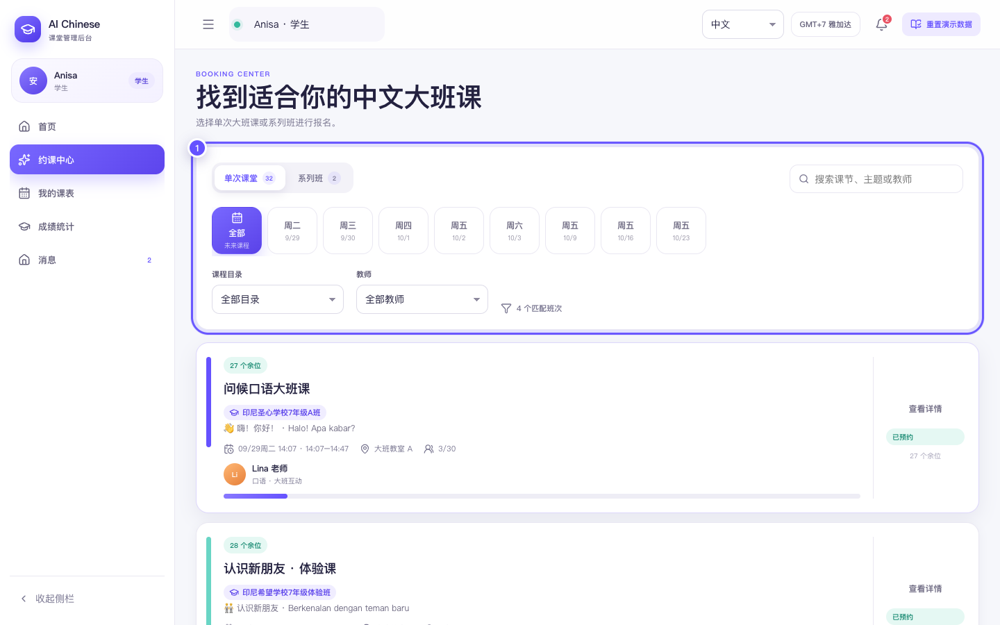 AI Chinese
课堂管理后台
安
Anisa
学生
学生
首页
约课中心
我的课表
成绩统计
消息
2
收起侧栏
Anisa · 学生
中文
GMT+7 雅加达
2
重置演示数据
BOOKING CENTER
找到适合你的中文大班课
选择单次大班课或系列班进行报名。
1
单次课堂 32
系列班 2
搜索课节、主题或教师
全部
未来课程
周二
9/29
周三
9/30
周四
10/1
周五
10/2
周六
10/3
周五
10/9
周五
10/16
周五
10/23
课程目录
全部目录
教师
全部教师
4 个匹配班次
27 个余位
问候口语大班课
印尼圣心学校7年级A班
👋 嗨！你好！ · Halo! Apa kabar?
09/29周二 14:07 · 14:07–14:47
大班教室 A
3/30
Li
Lina 老师
口语 · 大班互动
查看详情
已预约
27 个余位
28 个余位
认识新朋友 · 体验课
印尼希望学校7年级体验班
认识新朋友 · Berkenalan dengan teman baru
查看详情
已预约